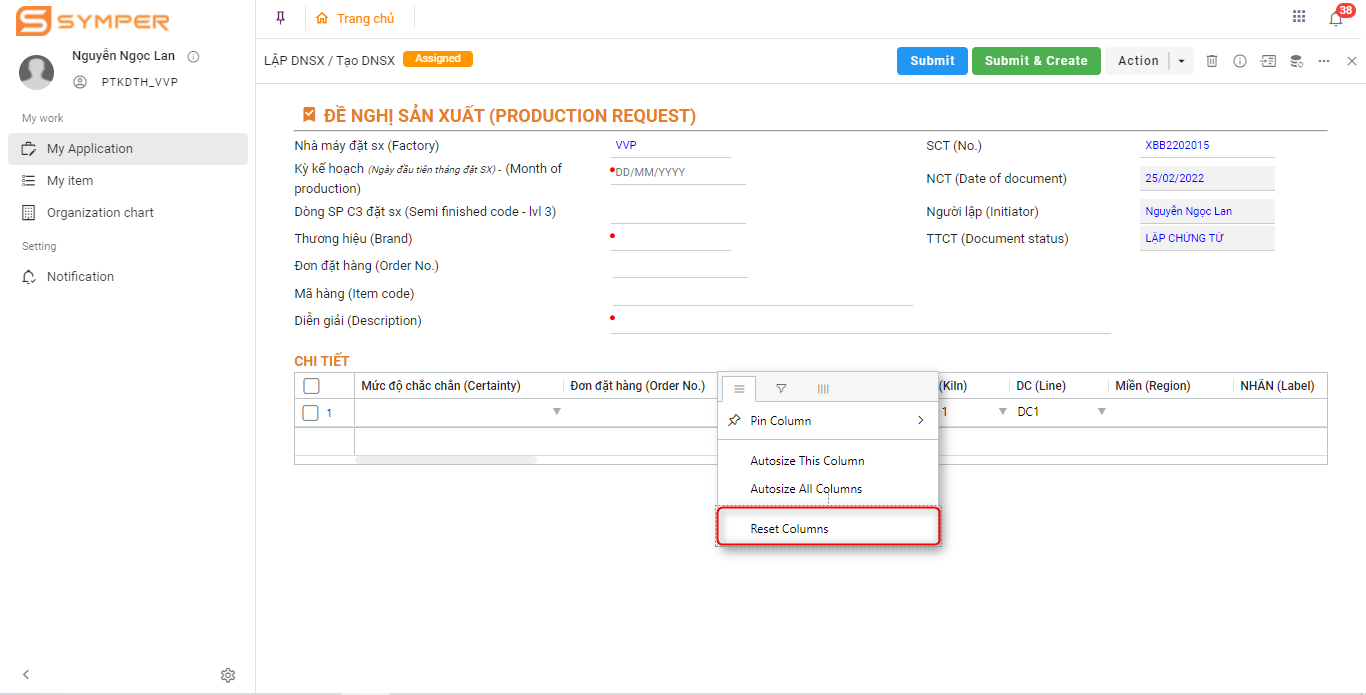 SYMPER
Trang chủ
38
Nguyễn Ngọc Lan
PTKDTH_VVP
LẬP DNSX / Tạo DNSX
Assigned
Submit
Submit & Create
Action
My work
My Application
My item
Organization chart
Setting
Notification
ĐỀ NGHỊ SẢN XUẤT (PRODUCTION REQUEST)
Nhà máy đặt sx (Factory)
VVP
SCT (No.)
XBB2202015
Kỳ kế hoạch (Ngày đầu tiên tháng đặt SX) - (Month of
production)
DD/MM/YYYY
NCT (Date of document)
25/02/2022
Dòng SP C3 đặt sx (Semi finished code - lvl 3)
Người lập (Initiator)
Nguyễn Ngọc Lan
Thương hiệu (Brand)
TTCT (Document status)
LẬP CHỨNG TỪ
Đơn đặt hàng (Order No.)
Mã hàng (Item code)
Diễn giải (Description)
CHI TIẾT
Mức độ chắc chắn (Certainty)
Đơn đặt hàng (Order No.)
(Kiln)
DC (Line)
Miền (Region)
NHÃN (Label)
1
1
DC1
Pin Column
Autosize This Column
Autosize All Columns
Reset Columns